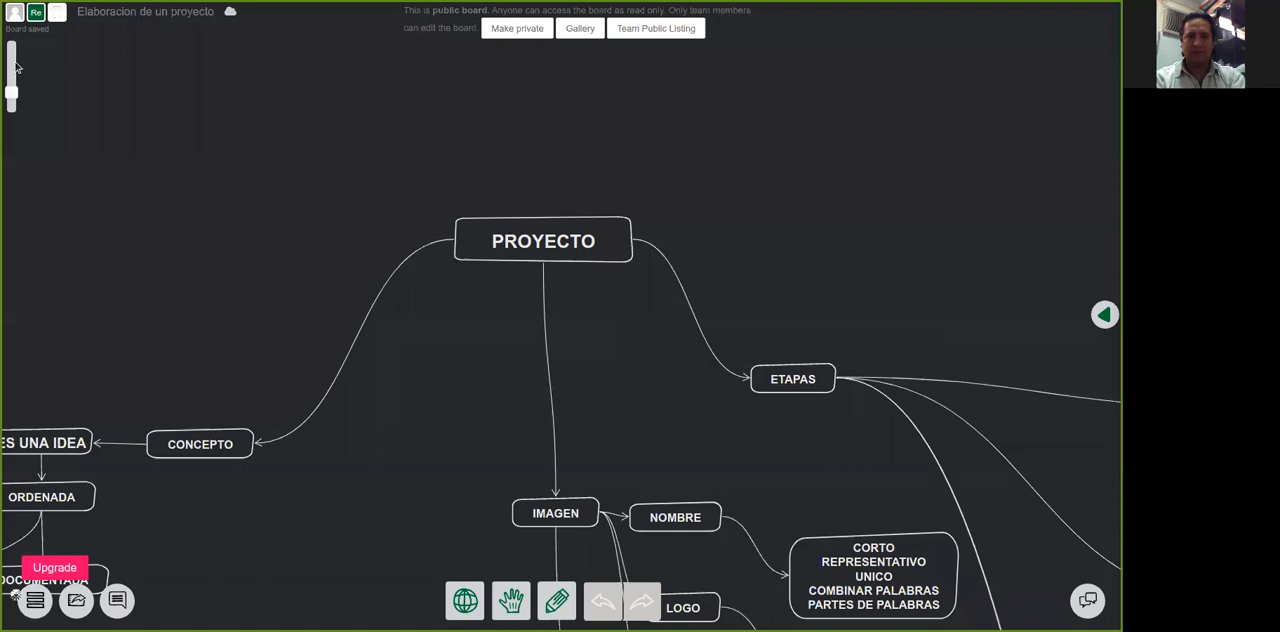 Re
Elaboracion de un proyecto
Board saved
This is public board. Anyone can access the board as read only. Only team members
can edit the board.
Make private
Gallery
Team Public Listing
PROYECTO
ETAPAS
ES UNA IDEA
CONCEPTO
ORDENADA
IMAGEN
NOMBRE
CORTO
REPRESENTATIVO
UNICO
COMBINAR PALABRAS
PARTES DE PALABRAS
Upgrade
DOCUMENTADA
LOGO